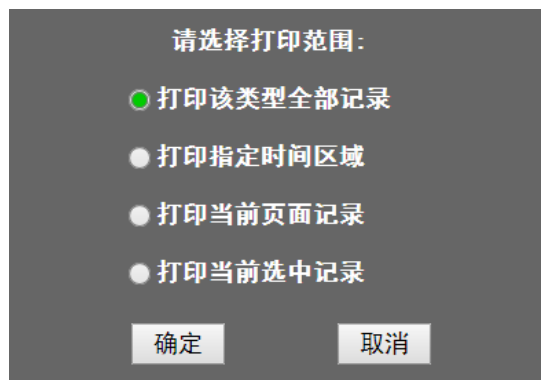 请选择打印范围:
打印该类型全部记录
打印指定时间区域
打印当前页面记录
打印当前选中记录
确定 取消